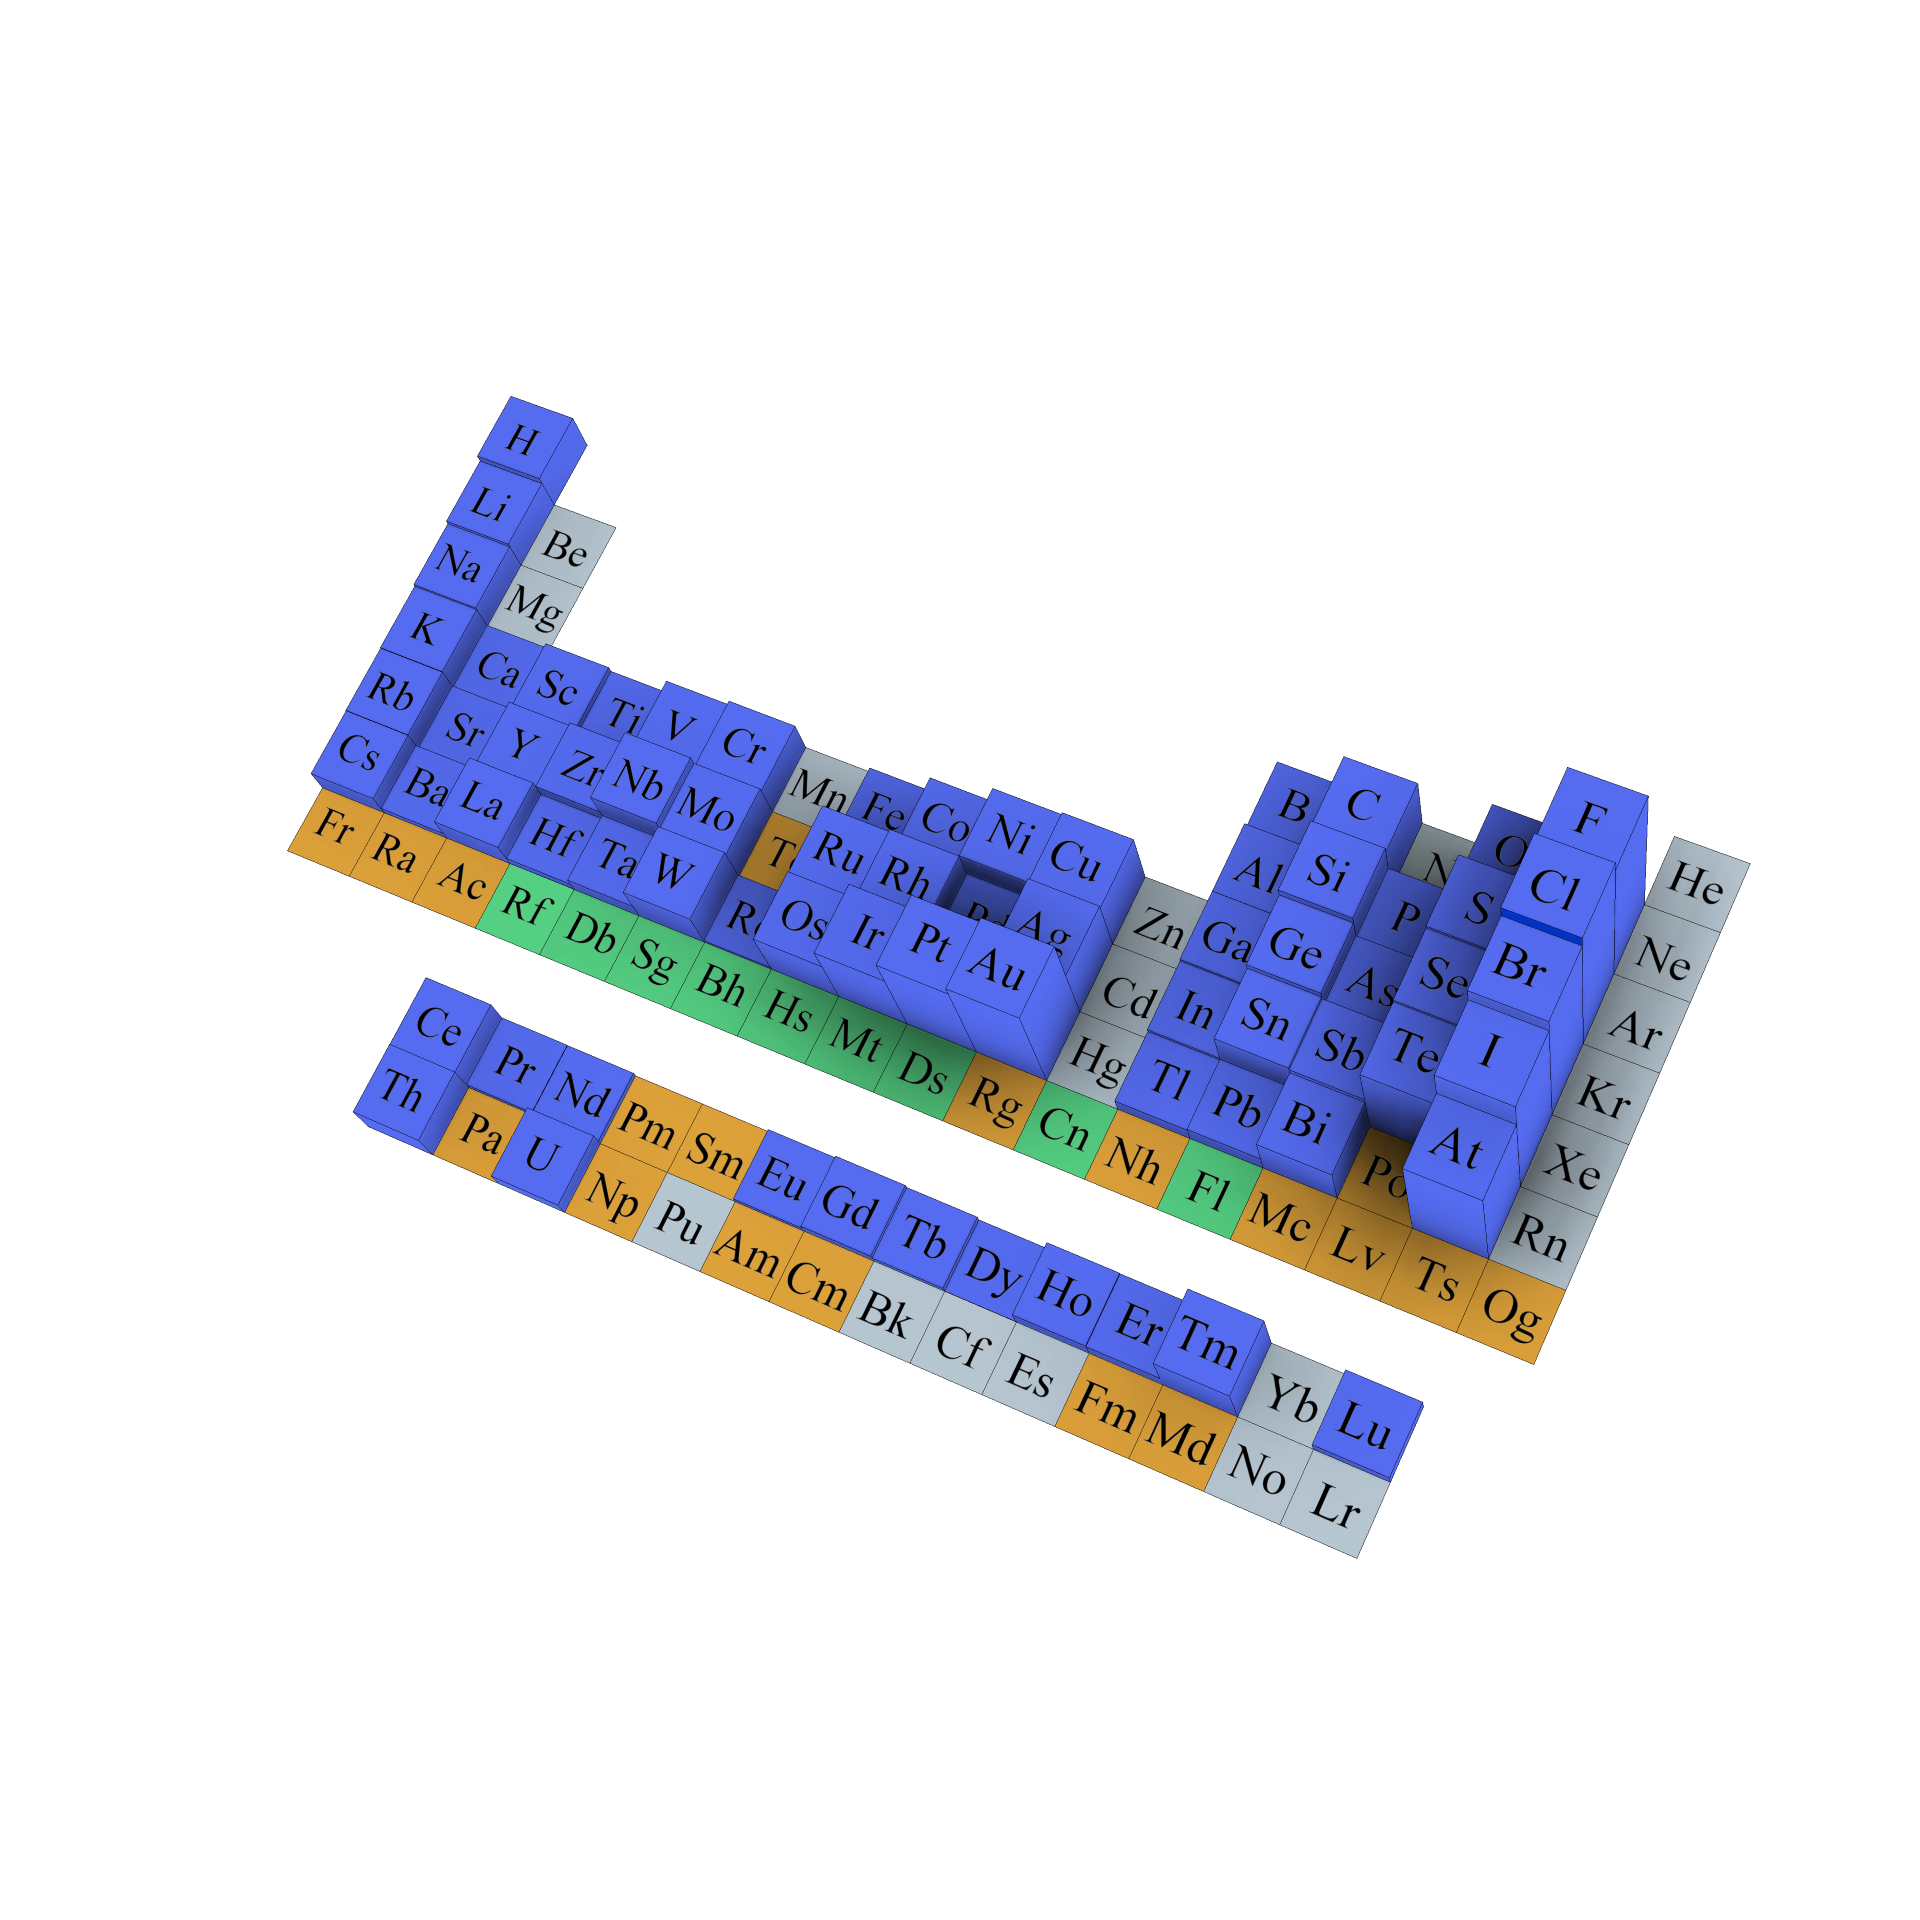 H He
Li Be B C N O F Ne
Na Mg Al Si P S Cl Ar
K Ca Sc Ti V Cr Mn Fe Co Ni Cu Zn Ga Ge As Se Br Kr
Rb Sr Y Zr Nb Mo Ru Rh Ag Cd In Sn Sb Te I Xe
Cs Ba La Hf Ta W Os Ir Pt Au Hg Tl Pb Bi Po At Rn
Fr Ra Ac Rf Db Sg Bh Hs Mt Ds Rg Cn Nh Fl Mc Lv Ts Og
Ce Pr Nd Pm Sm Eu Gd Tb Dy Ho Er Tm Yb Lu
Th Pa U Np Pu Am Cm Bk Cf Es Fm Md No Lr